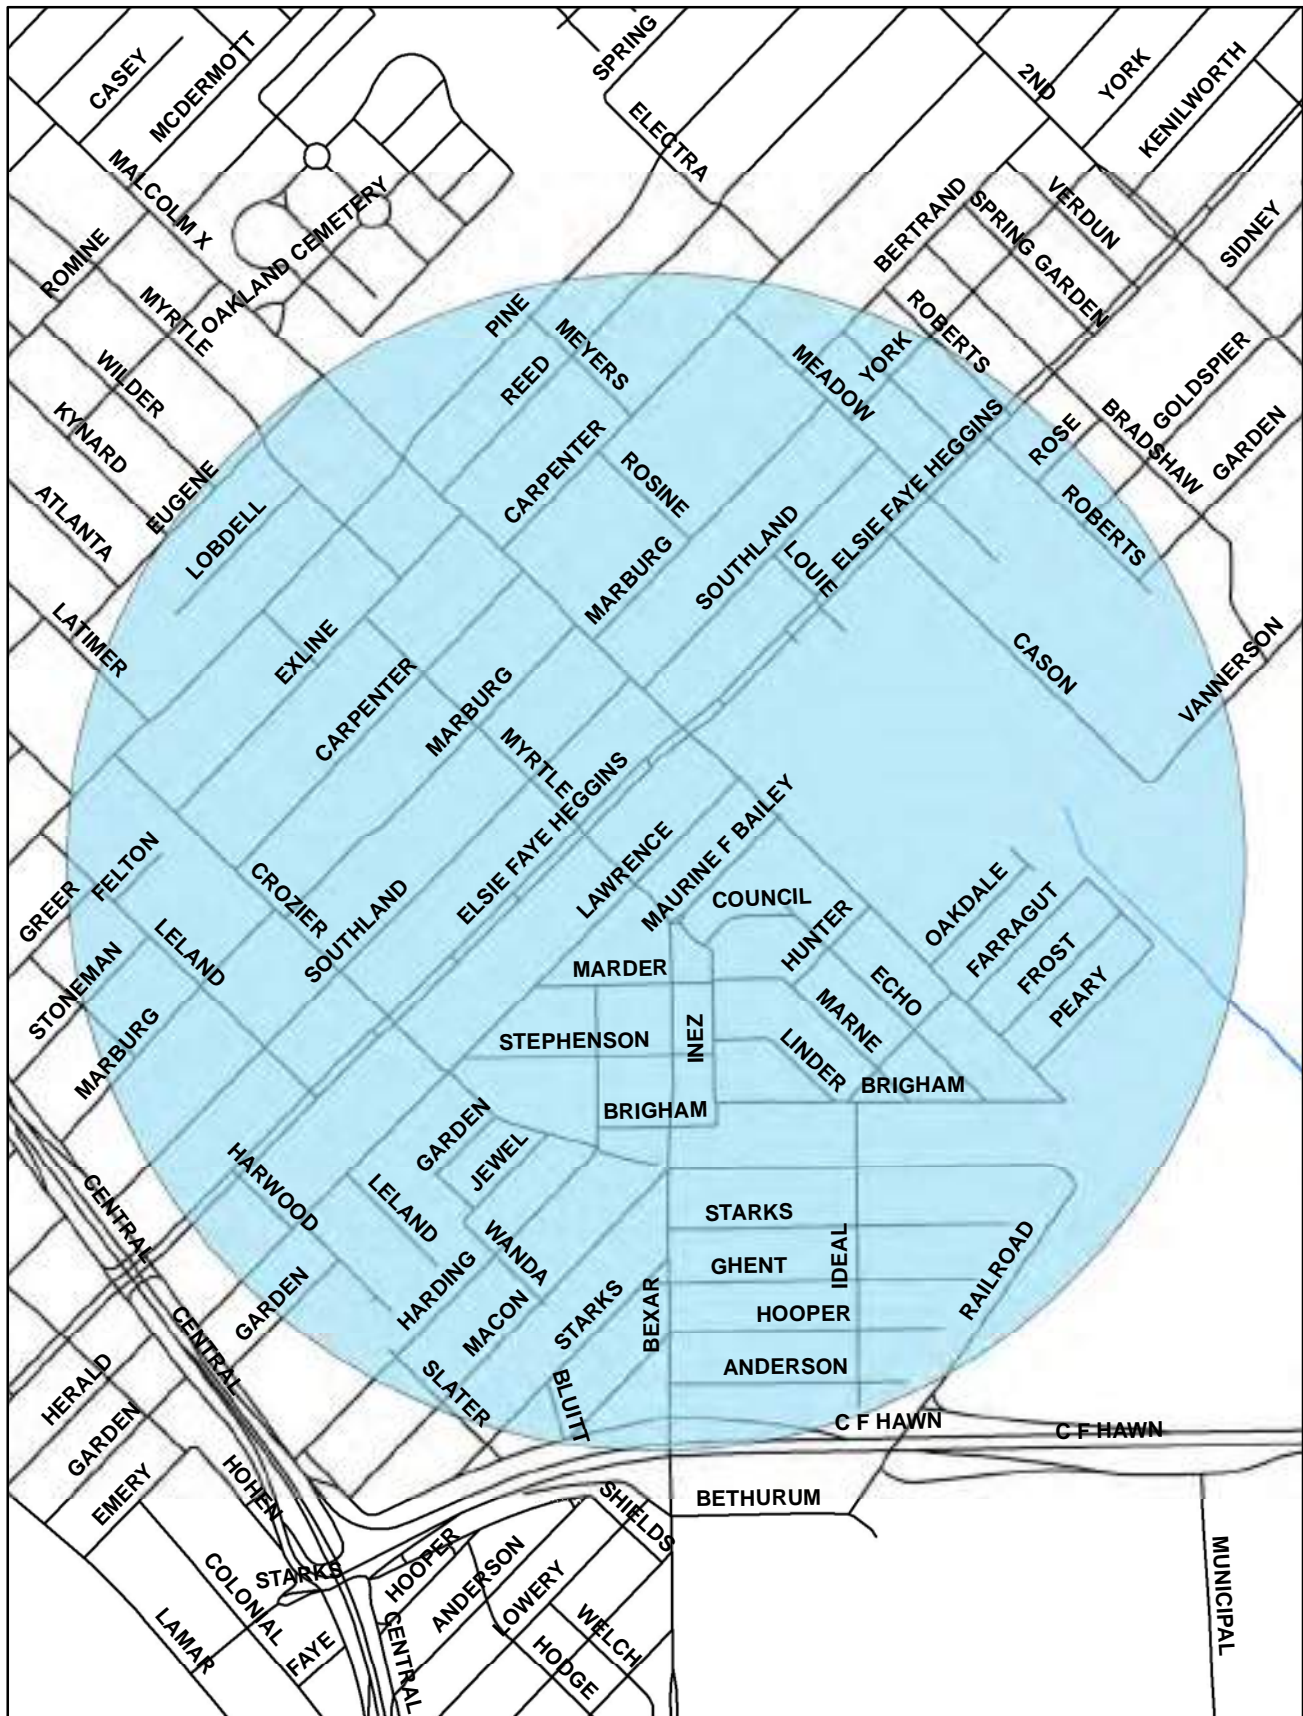 SPRING
CASEY
MCDERMOTT
2ND
YORK
KENILWORTH
ELECTRA
MALCOLM X
OAKLAND CEMETERY
BERTRAND
VERDUN
SPRING GARDEN
SIDNEY
ROMINE
MYRTLE
PINE
MEYERS
ROBERTS
YORK
WILDER
REED
MEADOW
GOLDSPIER
BRADSHAW
KYNARD
CARPENTER
ROSINE
ELSIE FAYE HEGGINS
ROSE
GARDEN
ATLANTA
EUGENE
LOBDELL
SOUTHLAND
LOUIE
ROBERTS
MARBURG
LATIMER
EXLINE
CARPENTER
MARBURG
CASON
VANNERSON
MYRTLE
ELSIE FAYE HEGGINS
MAURINE F BAILEY
LAWRENCE
FELTON
GREER
CROZIER
SOUTHLAND
COUNCIL
HUNTER
OAKDALE
FARRAGUT
LELAND
STONEMAN
MARDER
ECHO
FROST
PEARY
MARBURG
STEPHENSON
INEZ
MARNE
LINDER
BRIGHAM
BRIGHAM
GARDEN
JEWEL
HARWOOD
LELAND
CENTRAL
STARKS
WANDA
GHENT
IDEAL
RAILROAD
HARDING
GARDEN
MACON
STARKS
BEXAR
HOOPER
CENTRAL
ANDERSON
HERALD
SLATER
BLUITT
C F HAWN
C F HAWN
GARDEN
EMERY
HOHEN
SHIELDS
BETHURUM
STARKS
HOOPER
ANDERSON
LOWERY
MUNICIPAL
COLONIAL
LAMAR
FAYE
CENTRAL
WELCH
HODGE